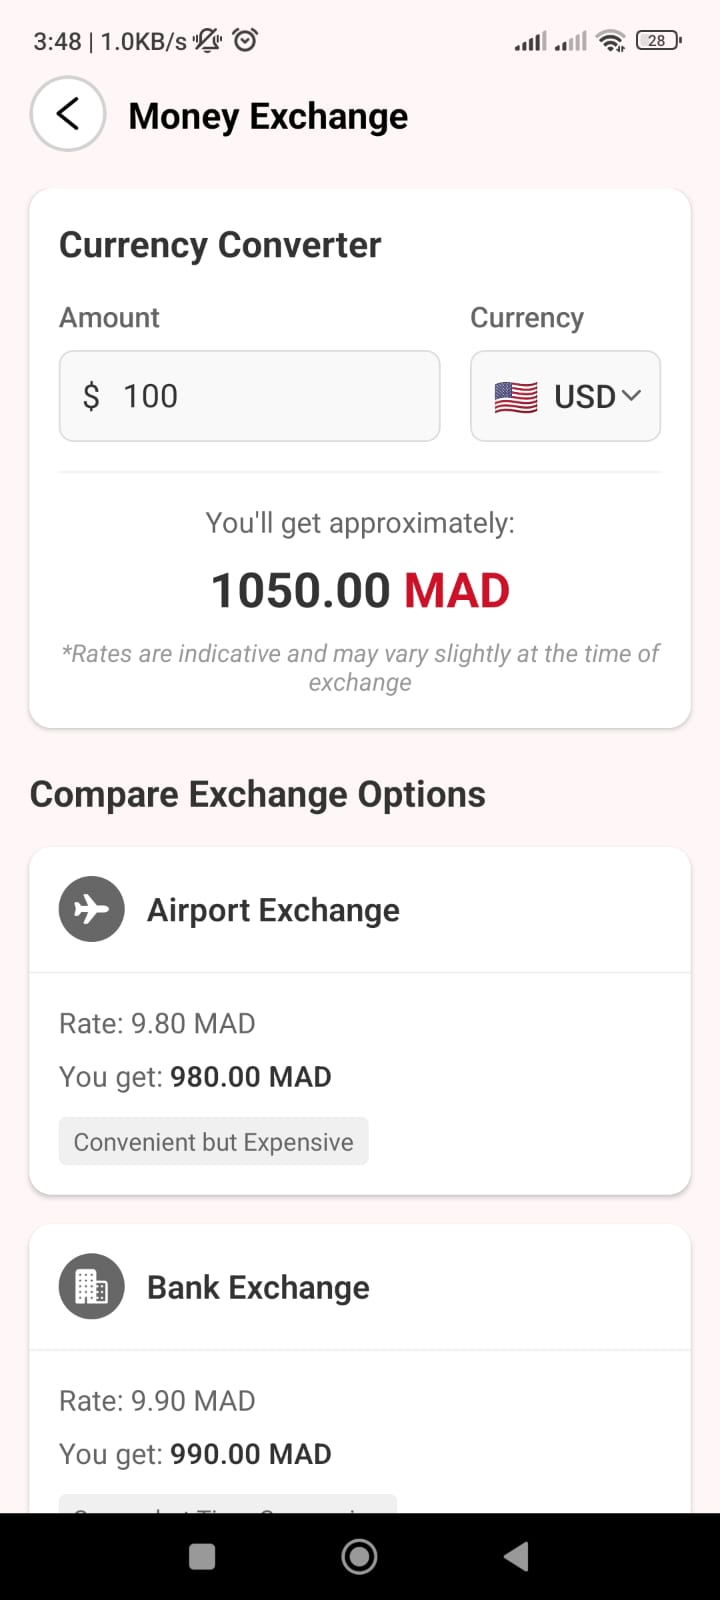 3:48 | 1.0KB/s
28
Money Exchange
Currency Converter
Amount
Currency
$ 100
USD
You'll get approximately:
1050.00 MAD
*Rates are indicative and may vary slightly at the time of
exchange
Compare Exchange Options
Airport Exchange
Rate: 9.80 MAD
You get: 980.00 MAD
Convenient but Expensive
Bank Exchange
Rate: 9.90 MAD
You get: 990.00 MAD